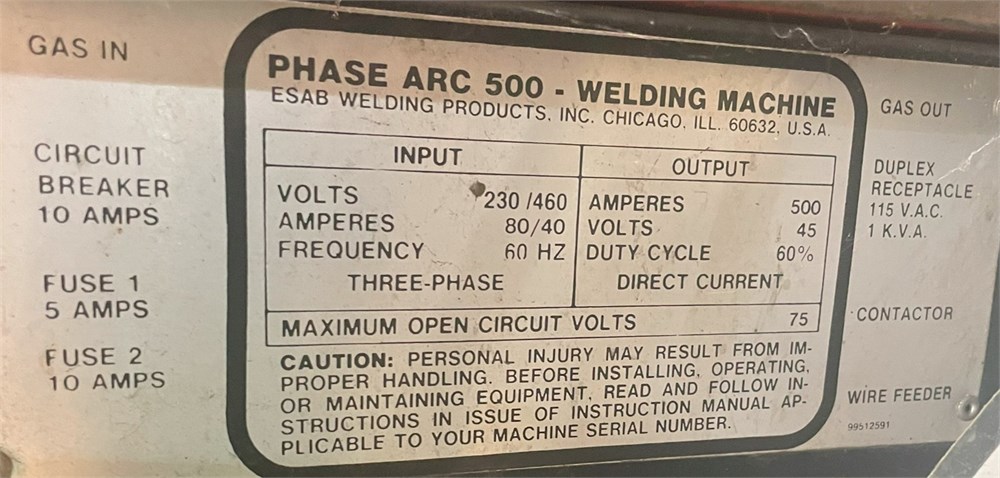 GAS IN
CIRCUIT
BREAKER
10 AMPS
FUSE 1
5 AMPS
FUSE 2
10 AMPS
PHASE ARC 500 - WELDING MACHINE
ESAB WELDING PRODUCTS, INC. CHICAGO, ILL. 60632, U.S.A.
INPUT
VOLTS 230 /460
AMPERES 80/40
FREQUENCY 60 HZ
THREE-PHASE
OUTPUT
AMPERES 500
VOLTS 45
DUTY CYCLE 60%
DIRECT CURRENT
MAXIMUM OPEN CIRCUIT VOLTS 75
CAUTION: PERSONAL INJURY MAY RESULT FROM IM-
PROPER HANDLING. BEFORE INSTALLING, OPERATING,
OR MAINTAINING EQUIPMENT, READ AND FOLLOW IN-
STRUCTIONS IN ISSUE OF INSTRUCTION MANUAL AP-
PLICABLE TO YOUR MACHINE SERIAL NUMBER.
GAS OUT
DUPLEX
RECEPTACLE
115 V.A.C.
1 K.V.A.
CONTACTOR
WIRE FEEDER
99512591